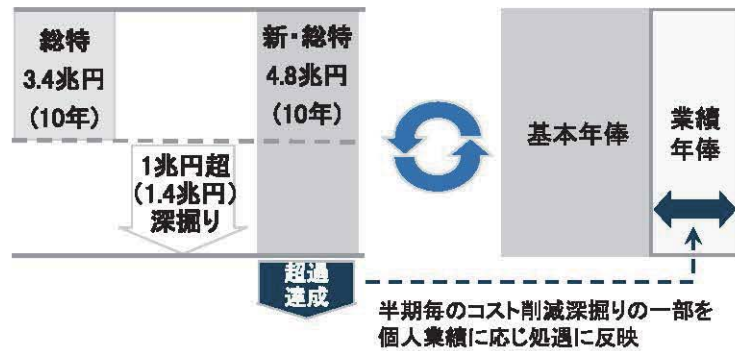 総特
3.4兆円
(10年)
新・総特
4.8兆円
(10年)
1兆円超
(1.4兆円)
深掘り
超過
達成
基本年俸
業績
年俸
半期毎のコスト削減深掘りの一部を
個人業績に応じ処遇に反映